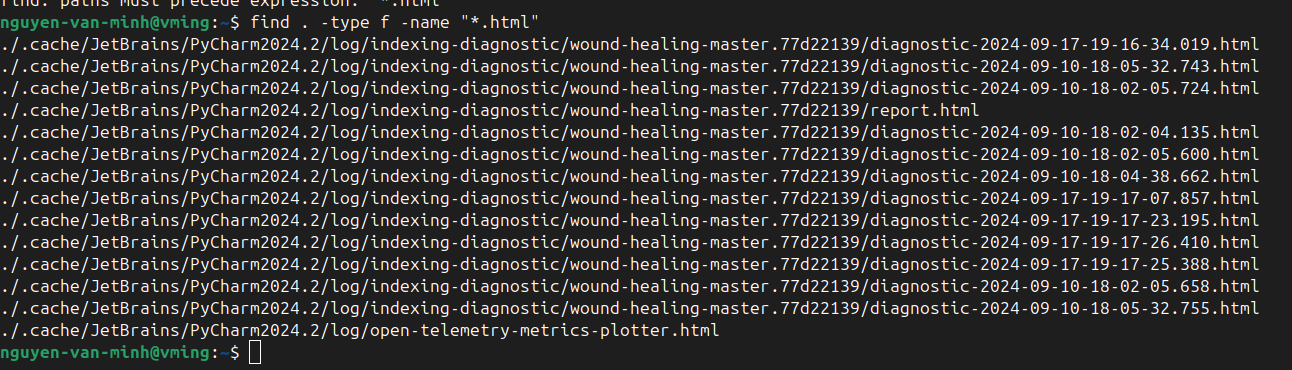 find: paths must precede expression: `*.html'
nguyen-van-minh@vming:~$ find . -type f -name "*.html"
./.cache/JetBrains/PyCharm2024.2/log/indexing-diagnostic/wound-healing-master.77d22139/diagnostic-2024-09-17-19-16-34.019.html
./.cache/JetBrains/PyCharm2024.2/log/indexing-diagnostic/wound-healing-master.77d22139/diagnostic-2024-09-10-18-05-32.743.html
./.cache/JetBrains/PyCharm2024.2/log/indexing-diagnostic/wound-healing-master.77d22139/diagnostic-2024-09-10-18-02-05.724.html
./.cache/JetBrains/PyCharm2024.2/log/indexing-diagnostic/wound-healing-master.77d22139/report.html
./.cache/JetBrains/PyCharm2024.2/log/indexing-diagnostic/wound-healing-master.77d22139/diagnostic-2024-09-10-18-02-04.135.html
./.cache/JetBrains/PyCharm2024.2/log/indexing-diagnostic/wound-healing-master.77d22139/diagnostic-2024-09-10-18-02-05.600.html
./.cache/JetBrains/PyCharm2024.2/log/indexing-diagnostic/wound-healing-master.77d22139/diagnostic-2024-09-10-18-04-38.662.html
./.cache/JetBrains/PyCharm2024.2/log/indexing-diagnostic/wound-healing-master.77d22139/diagnostic-2024-09-17-19-17-07.857.html
./.cache/JetBrains/PyCharm2024.2/log/indexing-diagnostic/wound-healing-master.77d22139/diagnostic-2024-09-17-19-17-23.195.html
./.cache/JetBrains/PyCharm2024.2/log/indexing-diagnostic/wound-healing-master.77d22139/diagnostic-2024-09-17-19-17-26.410.html
./.cache/JetBrains/PyCharm2024.2/log/indexing-diagnostic/wound-healing-master.77d22139/diagnostic-2024-09-17-19-17-25.388.html
./.cache/JetBrains/PyCharm2024.2/log/indexing-diagnostic/wound-healing-master.77d22139/diagnostic-2024-09-10-18-02-05.658.html
./.cache/JetBrains/PyCharm2024.2/log/indexing-diagnostic/wound-healing-master.77d22139/diagnostic-2024-09-10-18-05-32.755.html
./.cache/JetBrains/PyCharm2024.2/log/open-telemetry-metrics-plotter.html
nguyen-van-minh@vming:~$